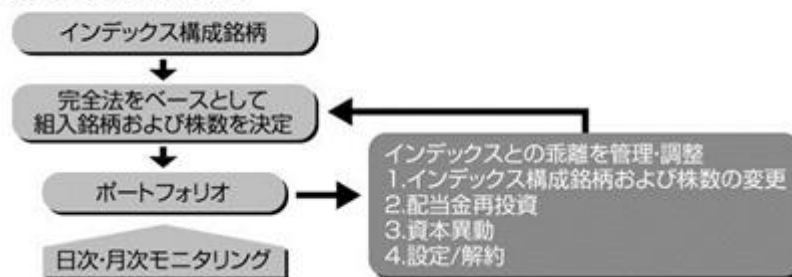 インデックス構成銘柄
完全法をベースとして
組入銘柄および株数を決定
ポートフォリオ
日次・月次モニタリング
インデックスとの乖離を管理・調整
1.インデックス構成銘柄および株数の変更
2.配当金再投資
3.資本異動
4.設定/解約